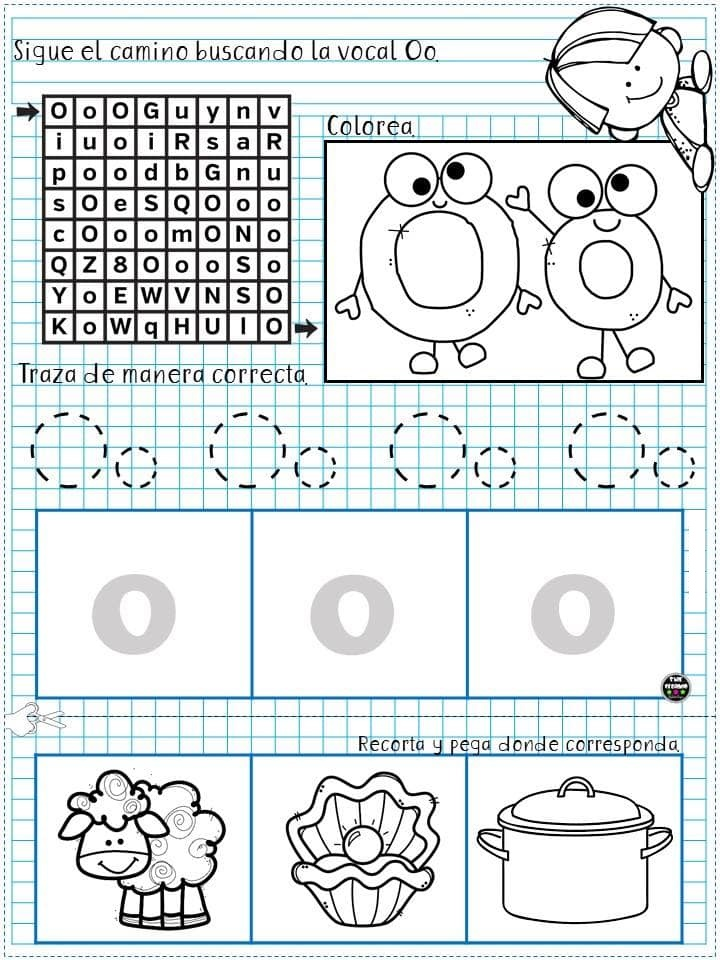 Sigue el camino buscando la vocal Oo.
O o O G u y n v
i u o i R s a R
p o o d b G n u
s O e S Q O o o
c O o o m O N o
Q Z 8 O o o S o
Y o E W V N S O
K o W q H U I O
Colorea.
O o
Traza de manera correcta.
O o O o O o O o
o o o
Recorta y pega donde corresponda.